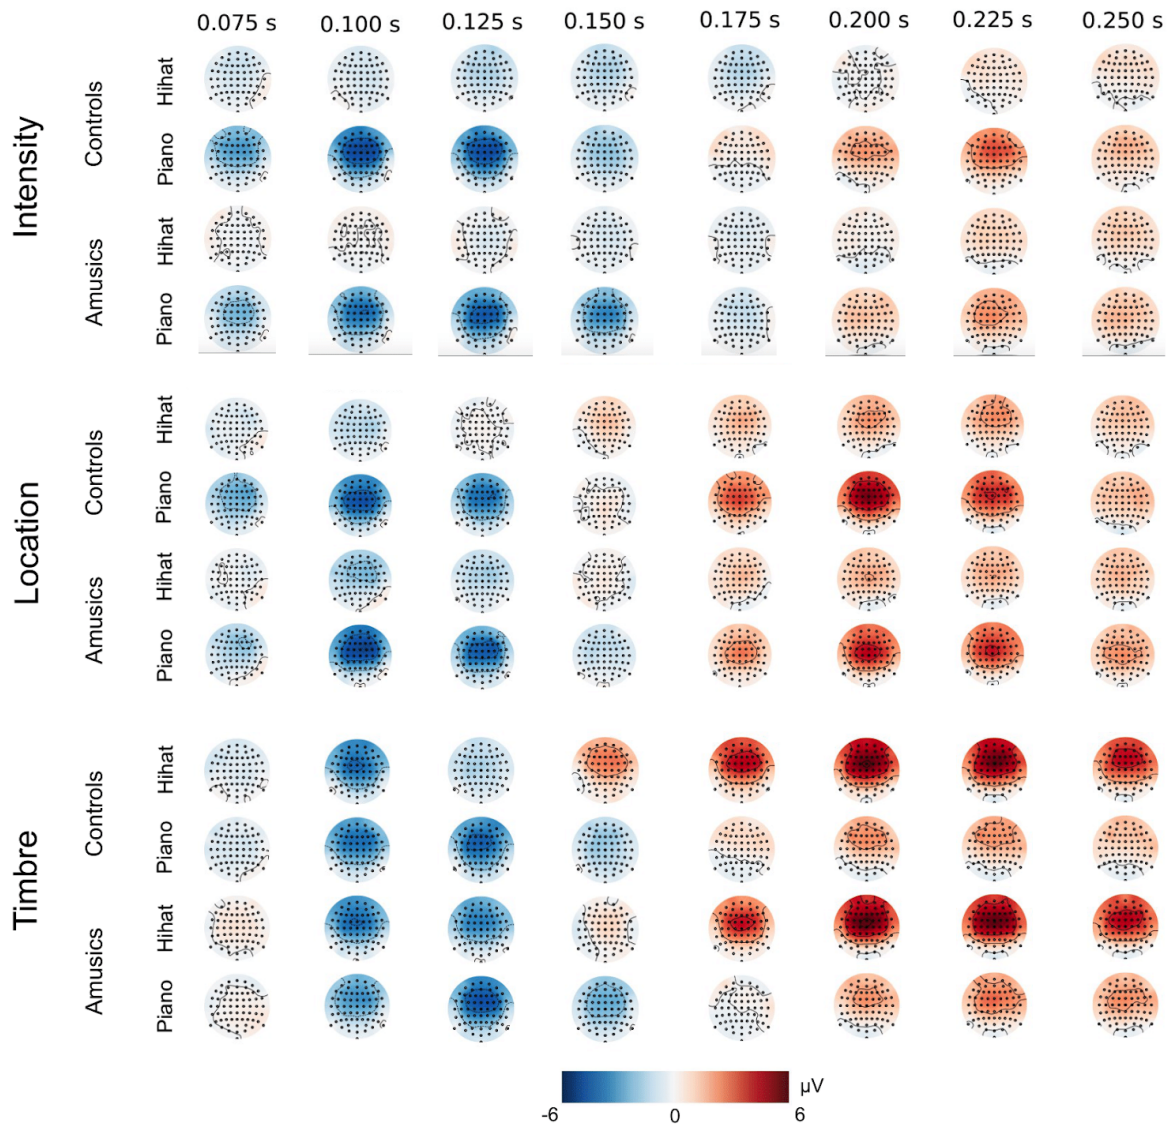 0.075 s 0.100 s 0.125 s 0.150 s 0.175 s 0.200 s 0.225 s 0.250 s
Intensity
Controls
Hihat
Piano
Amusics
Hihat
Piano
Location
Controls
Hihat
Piano
Amusics
Hihat
Piano
Timbre
Controls
Hihat
Piano
Amusics
Hihat
Piano
µV
-6 0 6